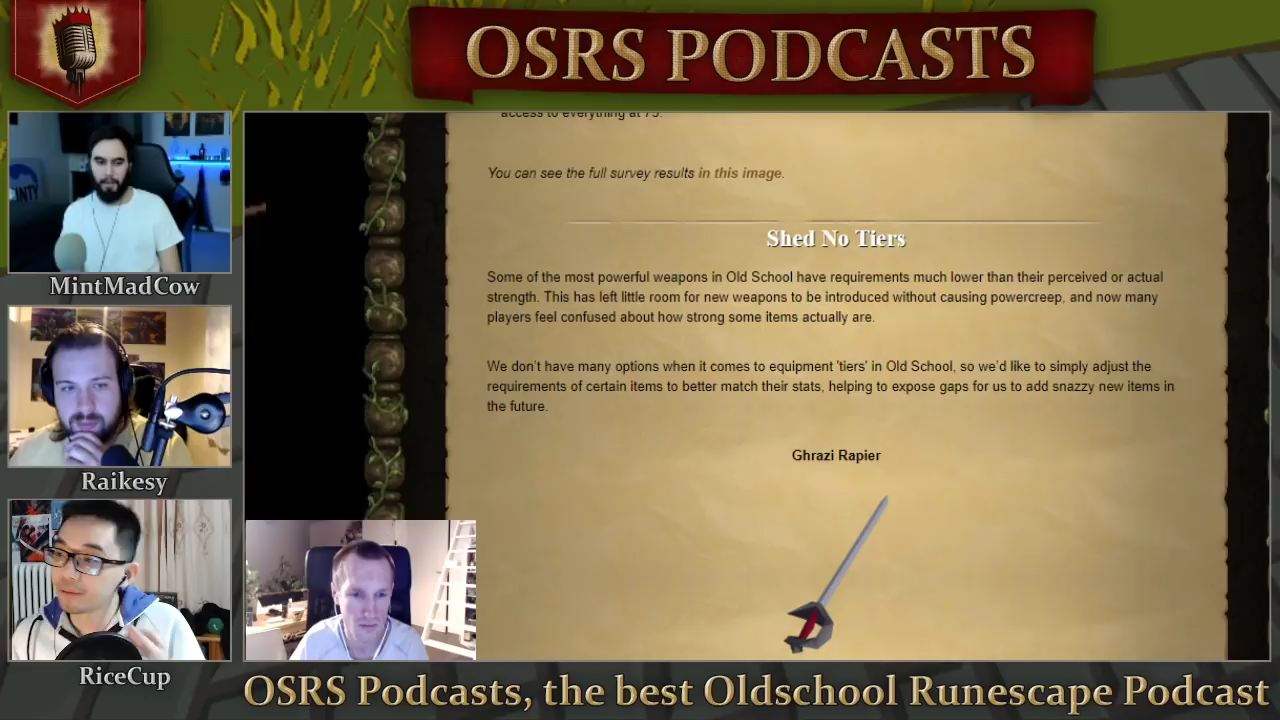 OSRS PODCASTS
access to everything at 75.
You can see the full survey results in this image.
Shed No Tiers
Some of the most powerful weapons in Old School have requirements much lower than their perceived or actual
strength. This has left little room for new weapons to be introduced without causing powercreep, and now many
players feel confused about how strong some items actually are.
We don't have many options when it comes to equipment 'tiers' in Old School, so we'd like to simply adjust the
requirements of certain items to better match their stats, helping to expose gaps for us to add snazzy new items in
the future.
Ghrazi Rapier
MintMadCow
Raikesy
RiceCup
OSRS Podcasts, the best Oldschool Runescape Podcast